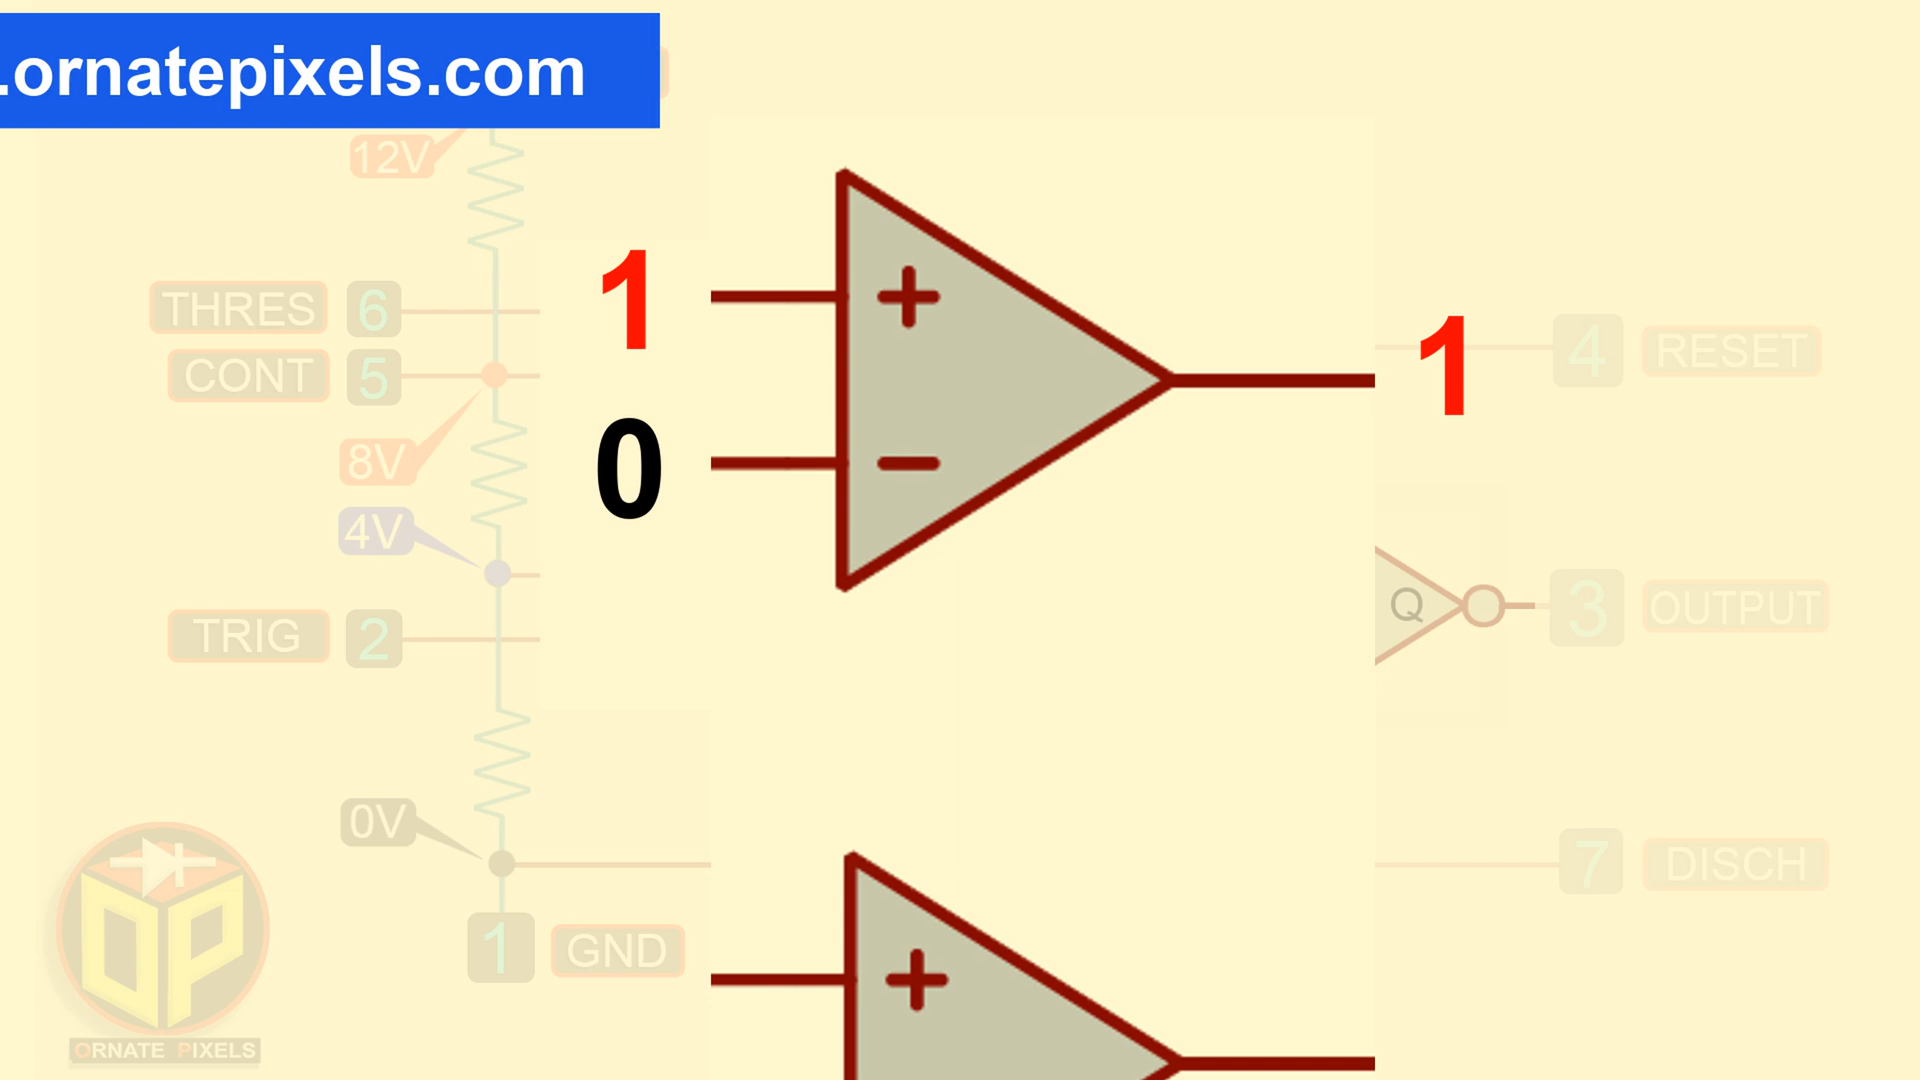 .ornatepixels.com
12V
1
+
1
THRES 6
4 RESET
CONT 5
0
−
8V
4V
Q
3 OUTPUT
TRIG 2
0V
7 DISCH
1 GND
+
OP
ORNATE PIXELS